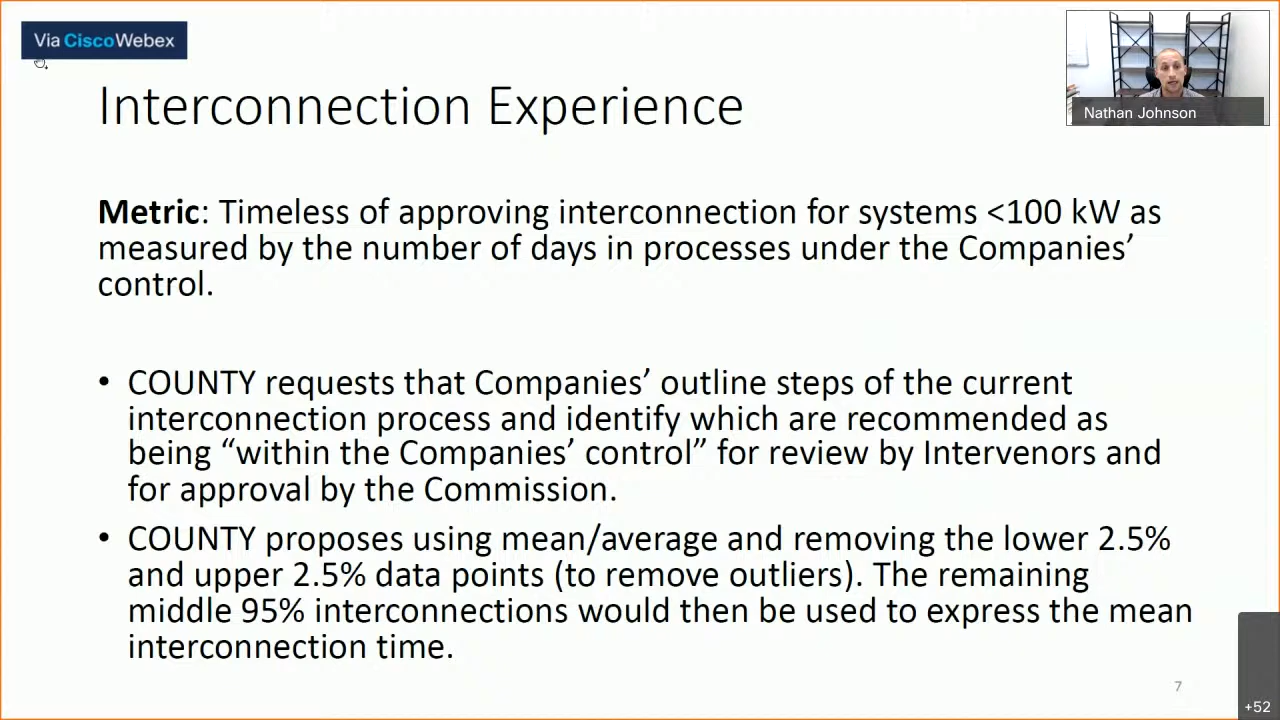 Via CiscoWebex
Nathan Johnson
Interconnection Experience
Metric: Timeless of approving interconnection for systems <100 kW as
measured by the number of days in processes under the Companies’
control.
• COUNTY requests that Companies’ outline steps of the current
interconnection process and identify which are recommended as
being “within the Companies’ control” for review by Intervenors and
for approval by the Commission.
• COUNTY proposes using mean/average and removing the lower 2.5%
and upper 2.5% data points (to remove outliers). The remaining
middle 95% interconnections would then be used to express the mean
interconnection time.
7
+52